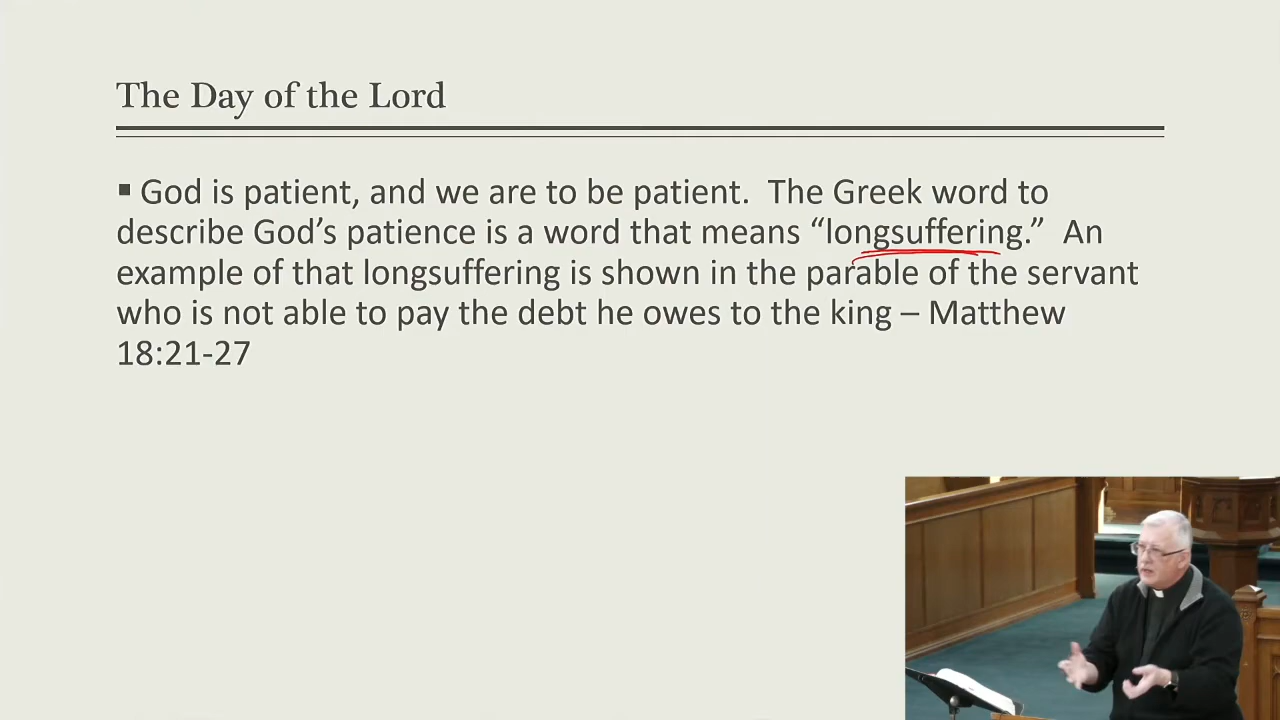 The Day of the Lord
▪ God is patient, and we are to be patient.  The Greek word to
describe God’s patience is a word that means “longsuffering.”  An
example of that longsuffering is shown in the parable of the servant
who is not able to pay the debt he owes to the king – Matthew
18:21-27